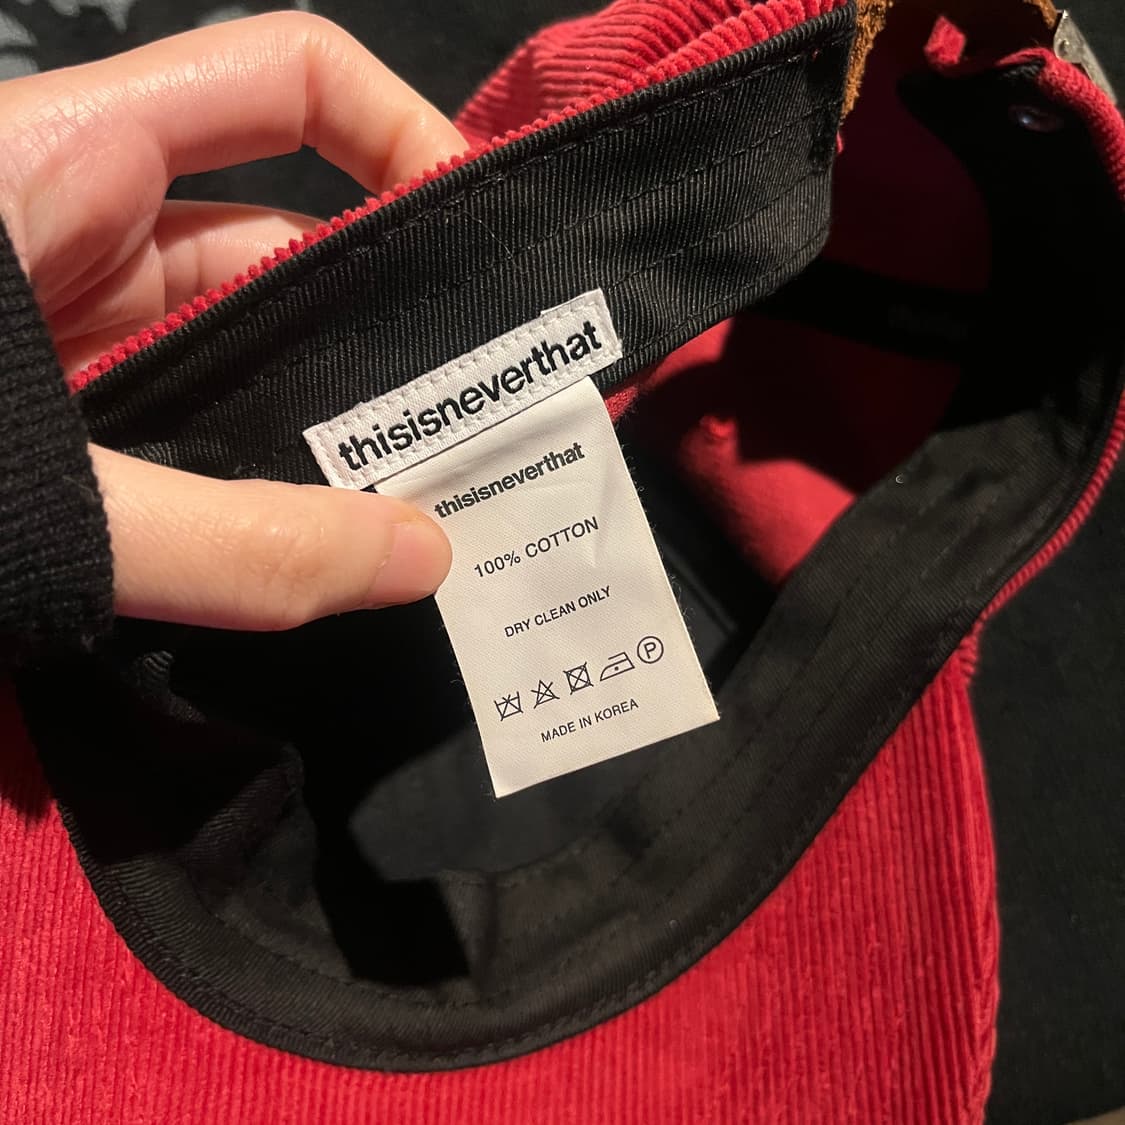 thisisneverthat
thisisneverthat
100% COTTON
DRY CLEAN ONLY
P
MADE IN KOREA